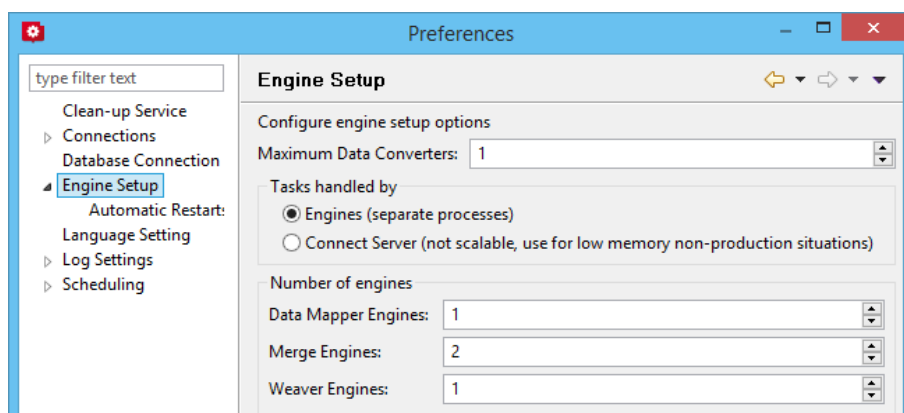 Preferences
type filter text
Clean-up Service
Connections
Database Connection
Engine Setup
Automatic Restarts
Language Setting
Log Settings
Scheduling
Engine Setup
Configure engine setup options
Maximum Data Converters: 1
Tasks handled by
Engines (separate processes)
Connect Server (not scalable, use for low memory non-production situations)
Number of engines
Data Mapper Engines: 1
Merge Engines: 2
Weaver Engines: 1